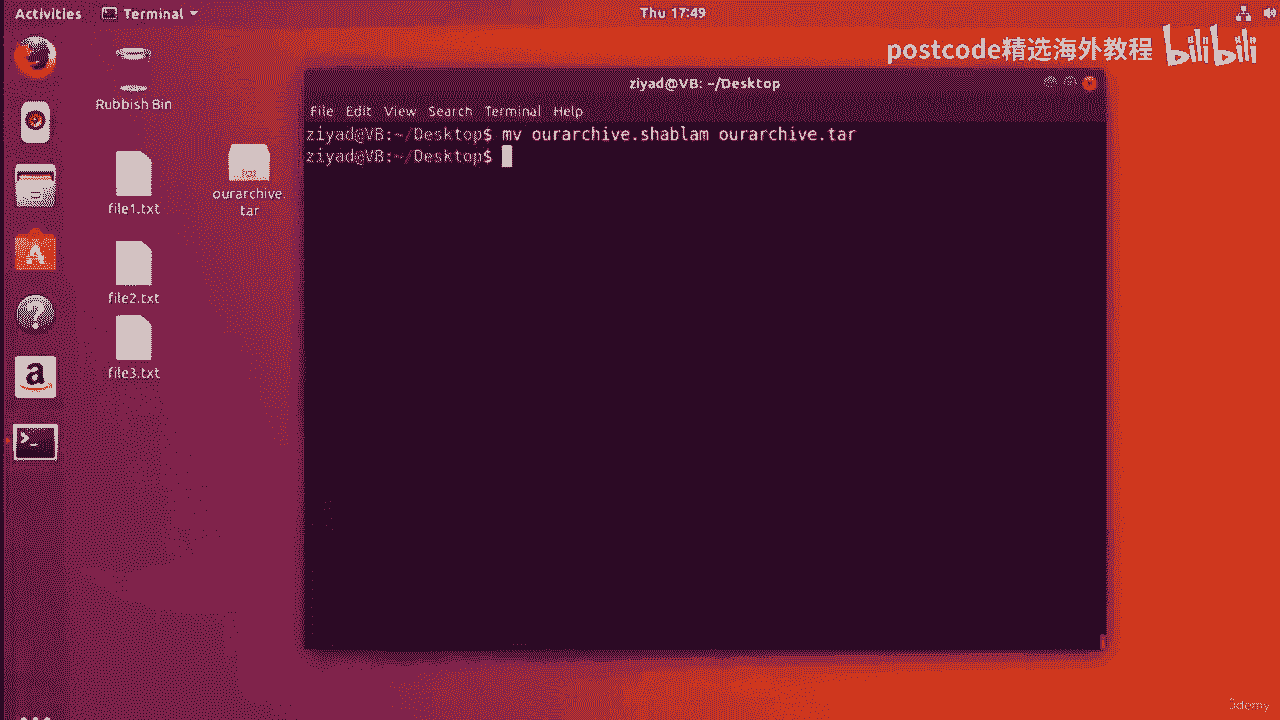 Activities
Terminal
Thu 17:49
postcode精选海外教程 bilibili
Rubbish Bin
file1.txt
file2.txt
file3.txt
ourarchive.
tar
ziyad@VB: ~/Desktop
File Edit View Search Terminal Help
ziyad@VB:~/Desktop$ mv ourarchive.shablam ourarchive.tar
ziyad@VB:~/Desktop$
Udemy